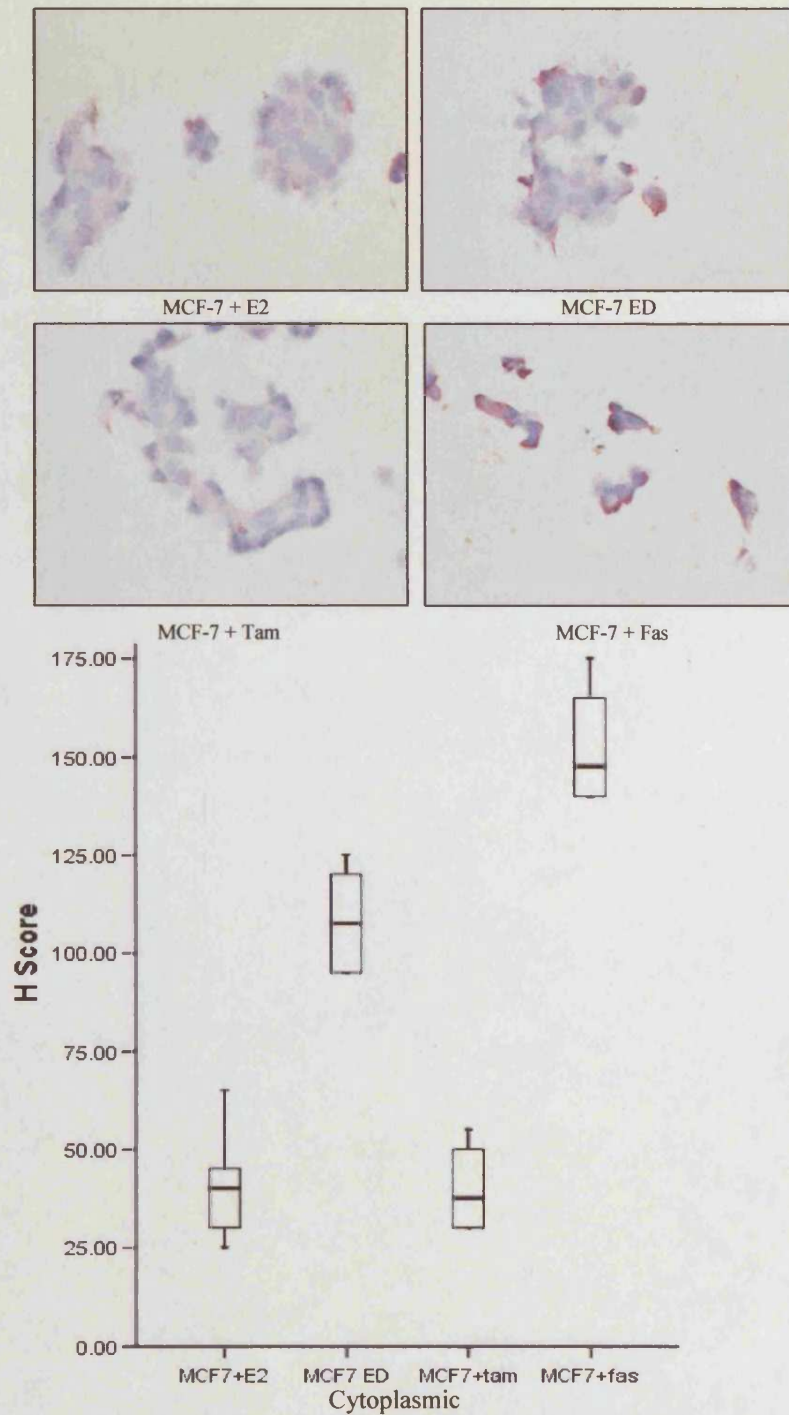 MCF-7 + E2
MCF-7 ED
MCF-7 + Tam
MCF-7 + Fas
175.00
150.00
125.00
100.00
75.00
50.00
25.00
0.00
H Score
MCF7+E2 MCF7 ED MCF7+tam MCF7+fas
Cytoplasmic